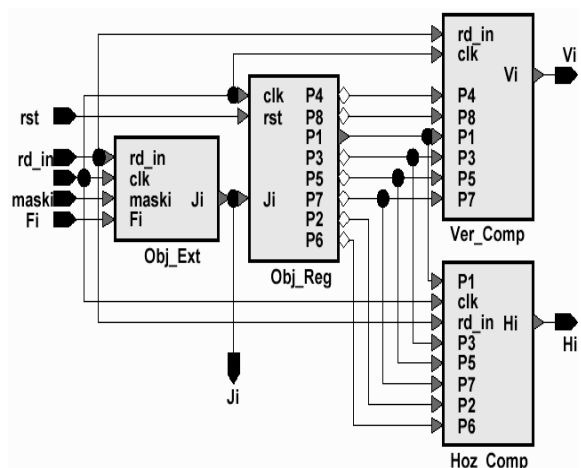 rst
rd_in
maski
Fi
rd_in
clk
maski
Fi
Ji
Obj_Ext
clk
rst
Ji
P4
P8
P1
P3
P5
P7
P2
P6
Obj_Reg
Ji
rd_in
clk
P4
P8
P1
P3
P5
P7
Vi
Ver_Comp
Vi
P1
clk
rd_in
P3
P5
P7
P2
P6
Hi
Hoz_Comp
Hi